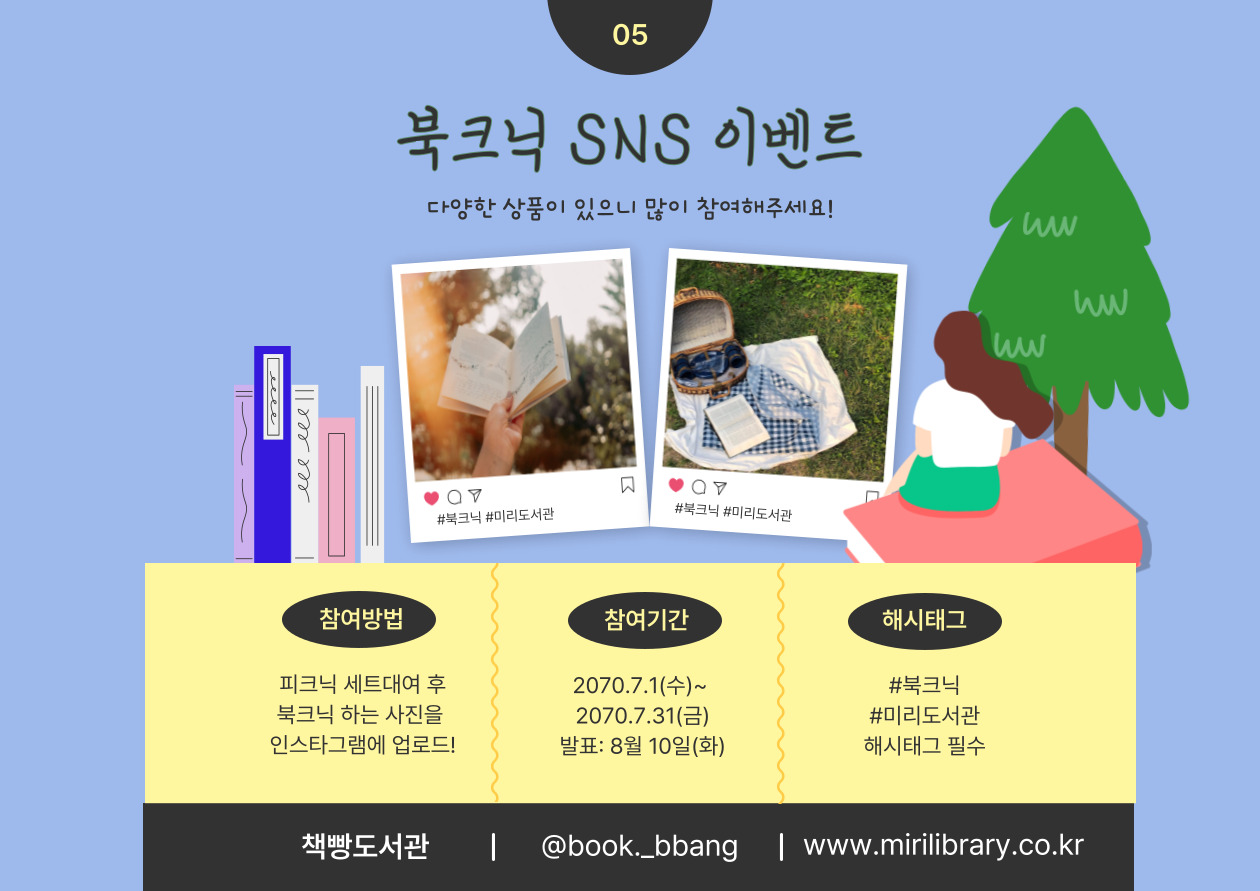 05
북크닉 SNS 이벤트
다양한 상품이 있으니 많이 참여해주세요!
#북크닉 #미리도서관
#북크닉 #미리도서관
참여방법
피크닉 세트대여 후
북크닉 하는 사진을
인스타그램에 업로드!
참여기간
2070.7.1(수)~
2070.7.31(금)
발표: 8월 10일(화)
해시태그
#북크닉
#미리도서관
해시태그 필수
책빵도서관 | @book._bbang | www.mirilibrary.co.kr